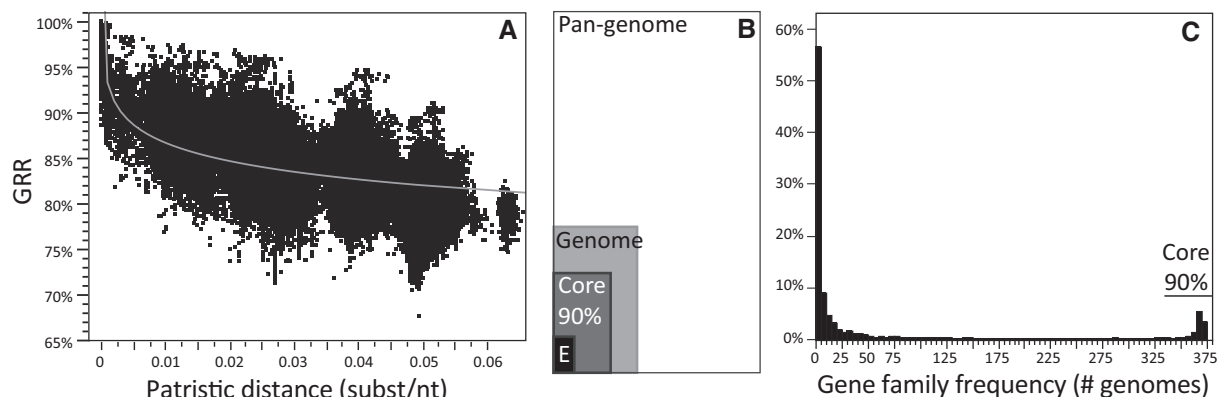 A
100%
95%
90%
85%
80%
75%
70%
65%
GRR
0
0.01
0.02
0.03
0.04
0.05
0.06
Patristic distance (subst/nt)
B
Pan-genome
Genome
Core
90%
E
C
60%
50%
40%
30%
20%
10%
0%
Core
90%
0 25 50 75 125 175 225 275 325 375
Gene family frequency (# genomes)